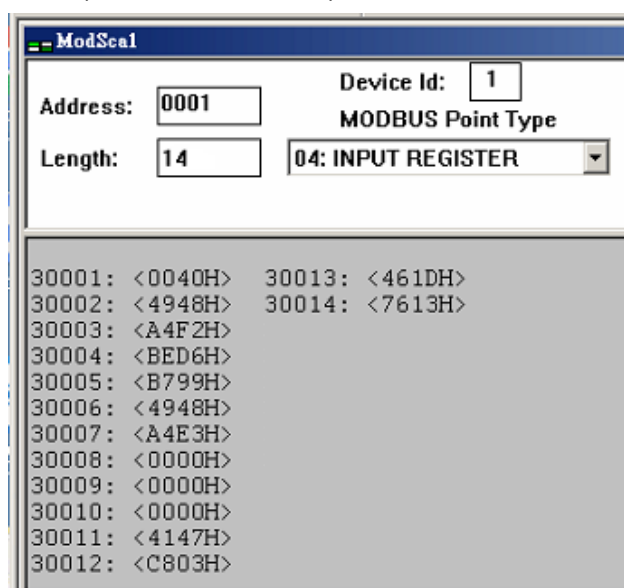 ModSca1
Device Id: 1
Address: 0001
MODBUS Point Type
Length: 14 04: INPUT REGISTER
30001: <0040H> 30013: <461DH>
30002: <4948H> 30014: <7613H>
30003: <A4F2H>
30004: <BED6H>
30005: <B799H>
30006: <4948H>
30007: <A4E3H>
30008: <0000H>
30009: <0000H>
30010: <0000H>
30011: <4147H>
30012: <C803H>